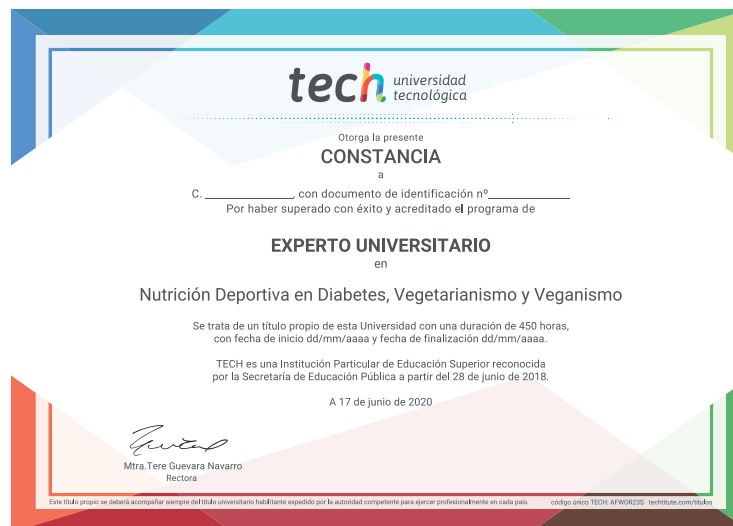 tech universidad
tecnológica
Otorga la presente
CONSTANCIA
a
C. ________________, con documento de identificación nº______________
Por haber superado con éxito y acreditado el programa de
EXPERTO UNIVERSITARIO
en
Nutrición Deportiva en Diabetes, Vegetarianismo y Veganismo
Se trata de un título propio de esta Universidad con una duración de 450 horas,
con fecha de inicio dd/mm/aaaa y fecha de finalización dd/mm/aaaa.
TECH es una Institución Particular de Educación Superior reconocida
por la Secretaría de Educación Pública a partir del 28 de junio de 2018.
A 17 de junio de 2020
Mtra.Tere Guevara Navarro
Rectora
Este título propio se deberá acompañar siempre del título universitario habilitante expedido por la autoridad competente para ejercer profesionalmente en cada país. código único TECH: AFWOR23S techtitute.com/titulos